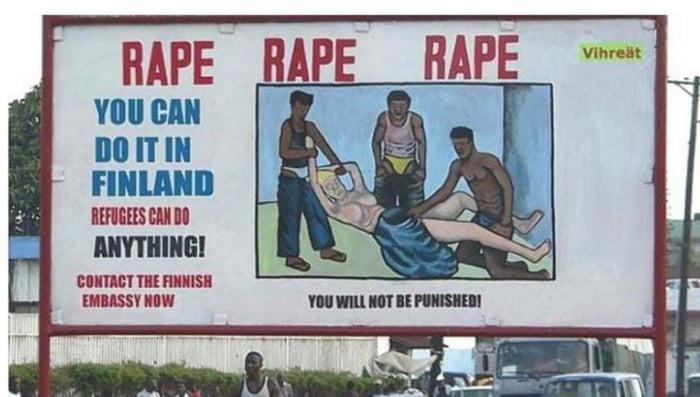 RAPE RAPE RAPE
Vihreät
YOU CAN
DO IT IN
FINLAND
REFUGEES CAN DO
ANYTHING!
CONTACT THE FINNISH
EMBASSY NOW
YOU WILL NOT BE PUNISHED!